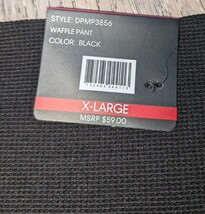 STYLE: DPMP3856
WAFFLE PANT
COLOR: BLACK
X-LARGE
MSRP $59.00